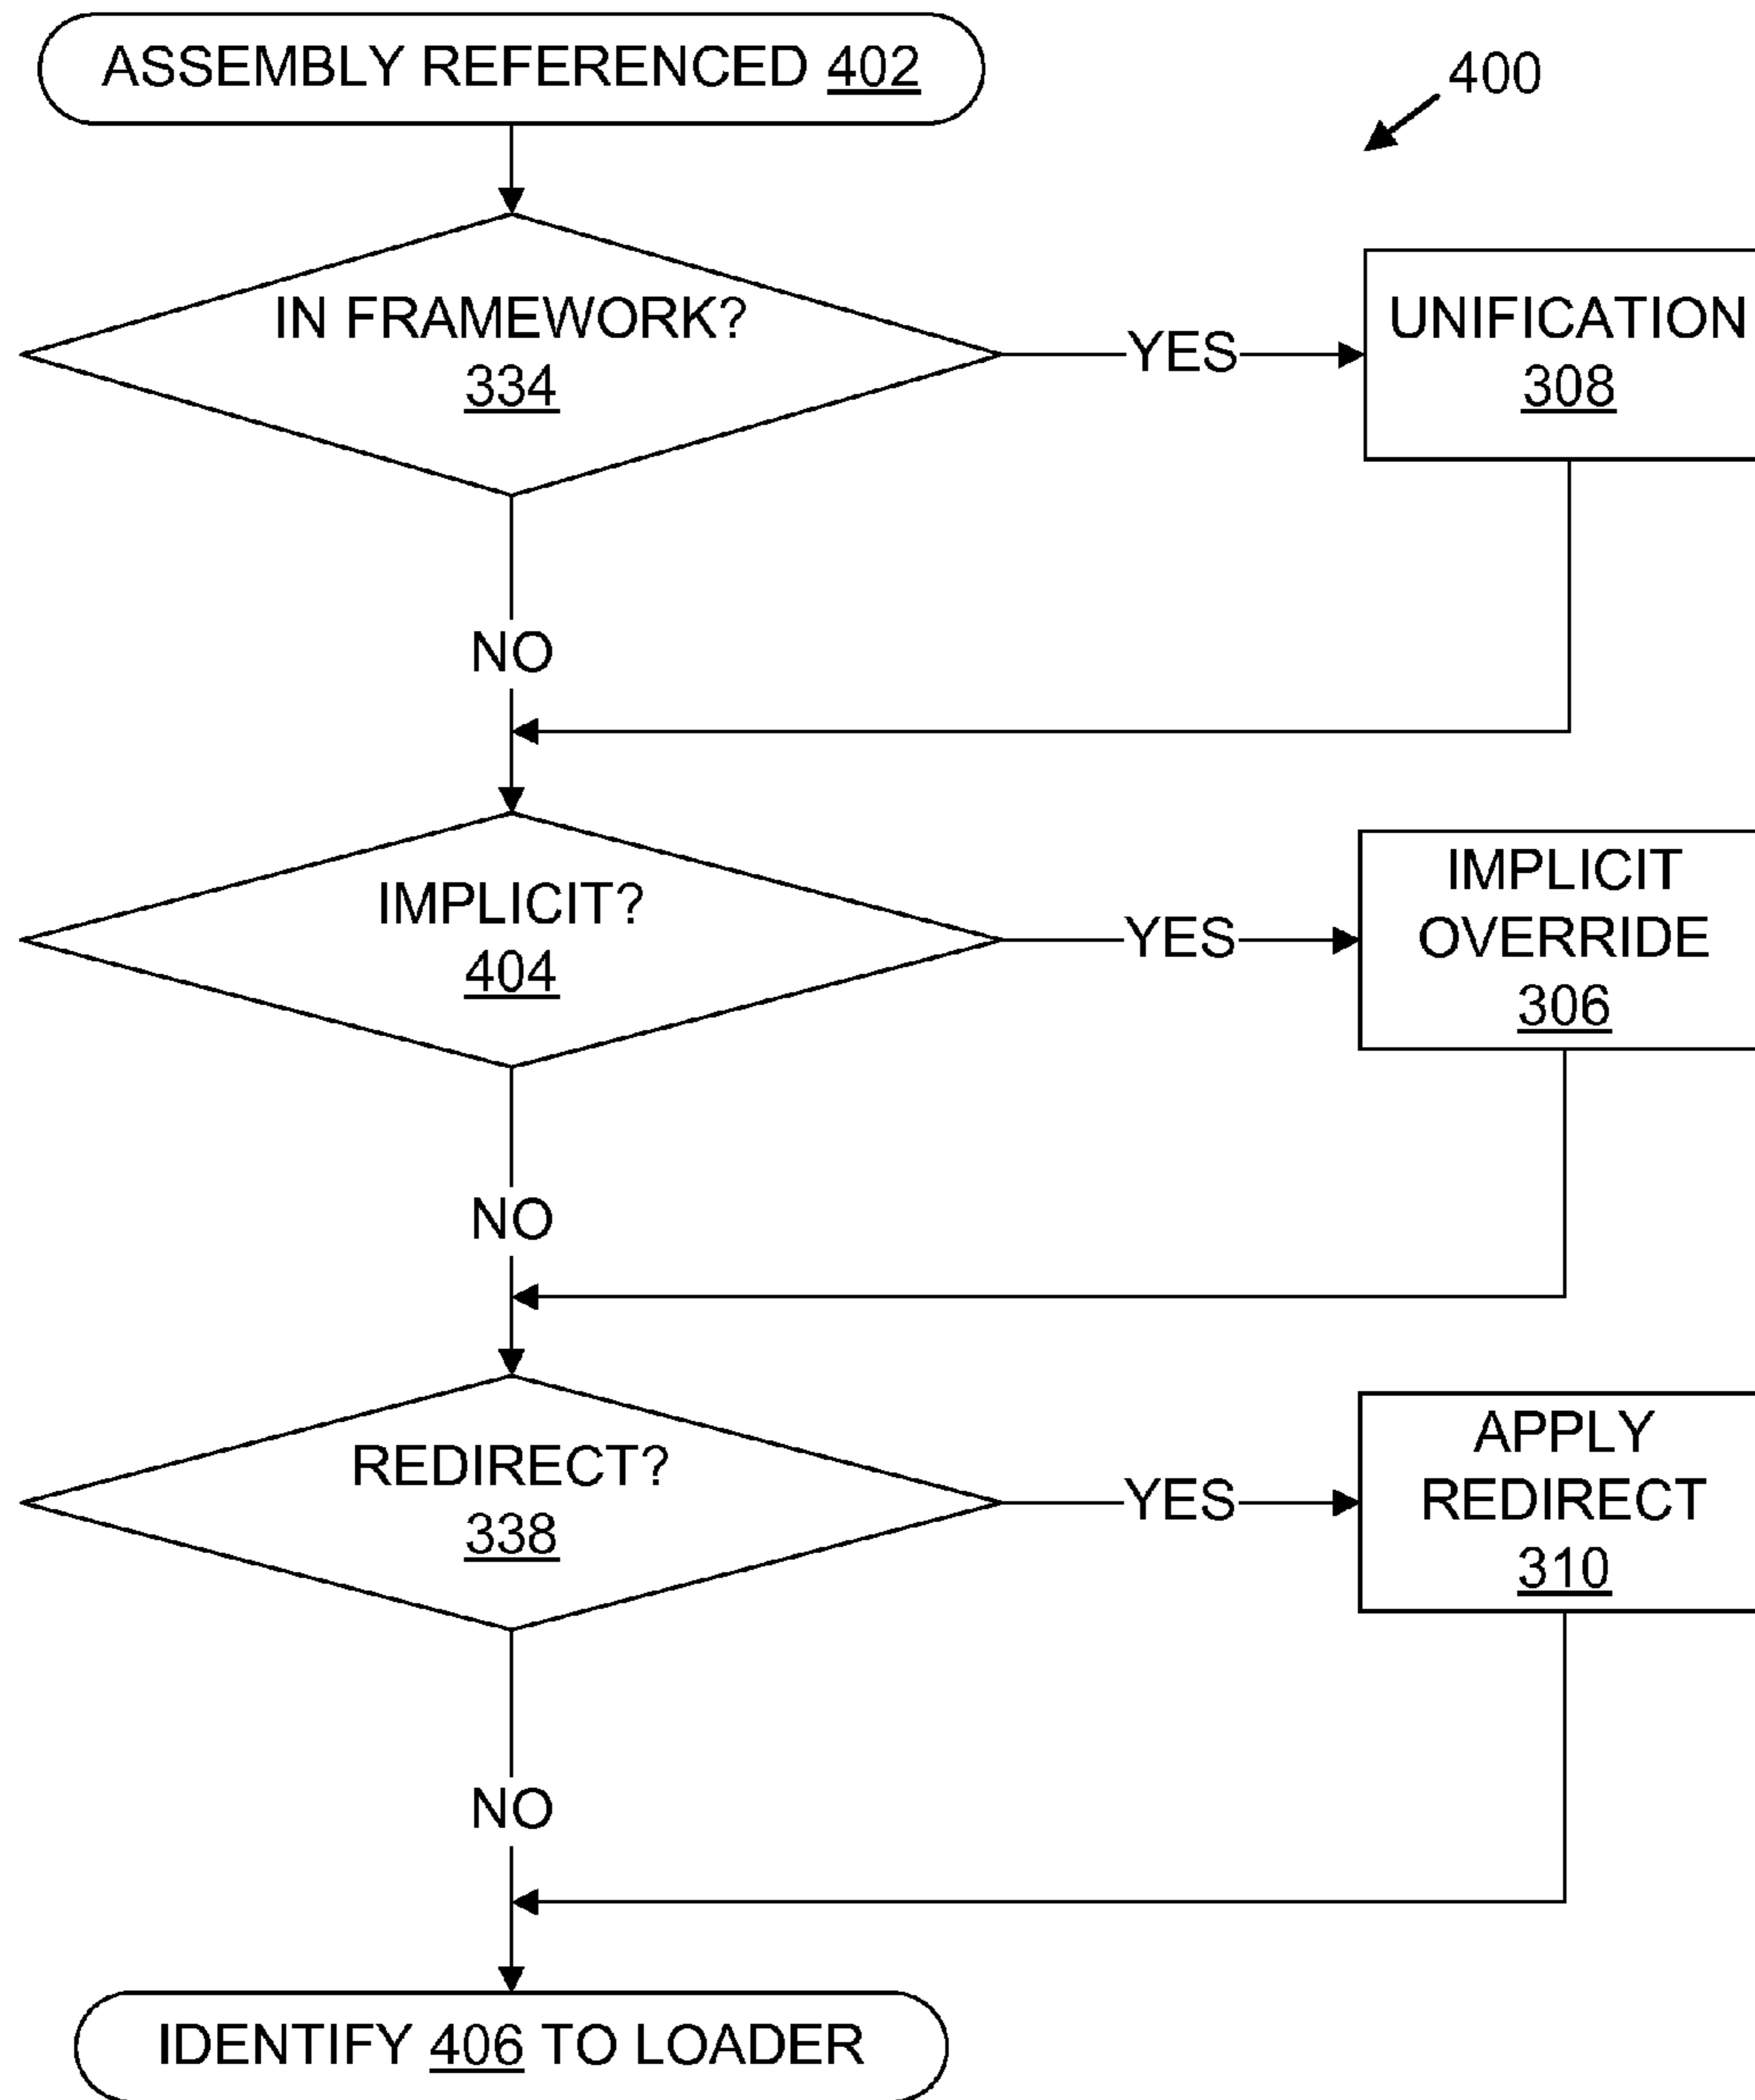 ASSEMBLY REFERENCED 402
400
IN FRAMEWORK?
334
YES
UNIFICATION
308
NO
IMPLICIT?
404
YES
IMPLICIT
OVERRIDE
306
NO
REDIRECT?
338
YES
APPLY
REDIRECT
310
NO
IDENTIFY 406 TO LOADER